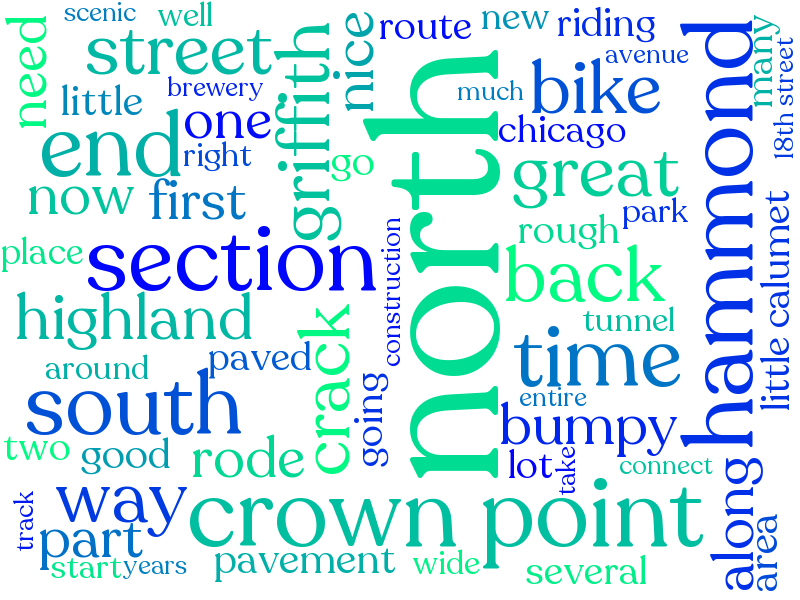 scenic
well
need
street
little
brewery
one
right
end
griffith
nice
route
new
riding
avenue
much
bike
chicago
many
18th street
hammond
north
go
now
first
great
park
rough
place
section
back
construction
highland
crack
tunnel
little calumet
around
paved
time
entire
south
going
bumpy
two
good
rode
lot
take
connect
way
crown point
along
area
track
part
start
years
pavement
wide
several